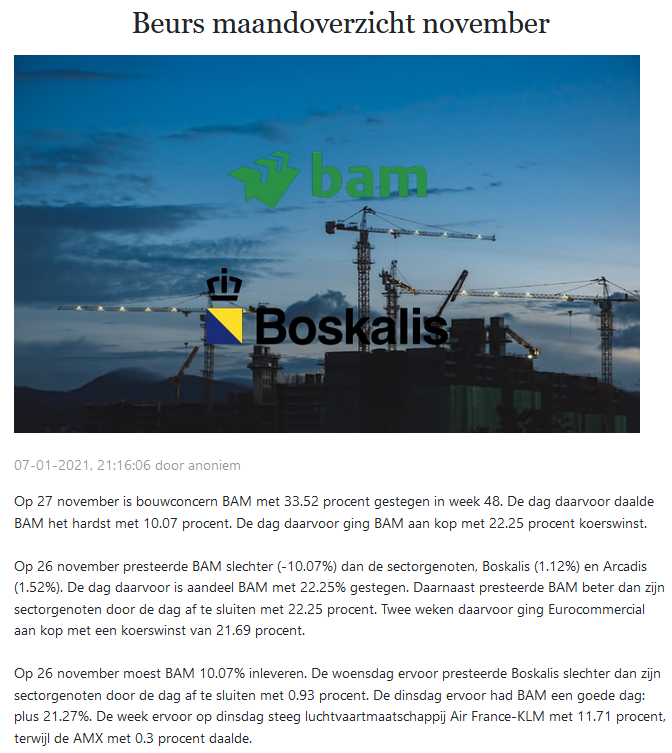 Beurs maandoverzicht november
bam
Boskalis
07-01-2021, 21:16:06 door anoniem
Op 27 november is bouwconcern BAM met 33.52 procent gestegen in week 48. De dag daarvoor daalde
BAM het hardst met 10.07 procent. De dag daarvoor ging BAM aan kop met 22.25 procent koerswinst.
Op 26 november presteerde BAM slechter (-10.07%) dan de sectorgenoten, Boskalis (1.12%) en Arcadis
(1.52%). De dag daarvoor is aandeel BAM met 22.25% gestegen. Daarnaast presteerde BAM beter dan zijn
sectorgenoten door de dag af te sluiten met 22.25 procent. Twee weken daarvoor ging Eurocommercial
aan kop met een koerswinst van 21.69 procent.
Op 26 november moest BAM 10.07% inleveren. De woensdag ervoor presteerde Boskalis slechter dan zijn
sectorgenoten door de dag af te sluiten met 0.93 procent. De dinsdag ervoor had BAM een goede dag:
plus 21.27%. De week ervoor op dinsdag steeg luchtvaartmaatschappij Air France-KLM met 11.71 procent,
terwijl de AMX met 0.3 procent daalde.